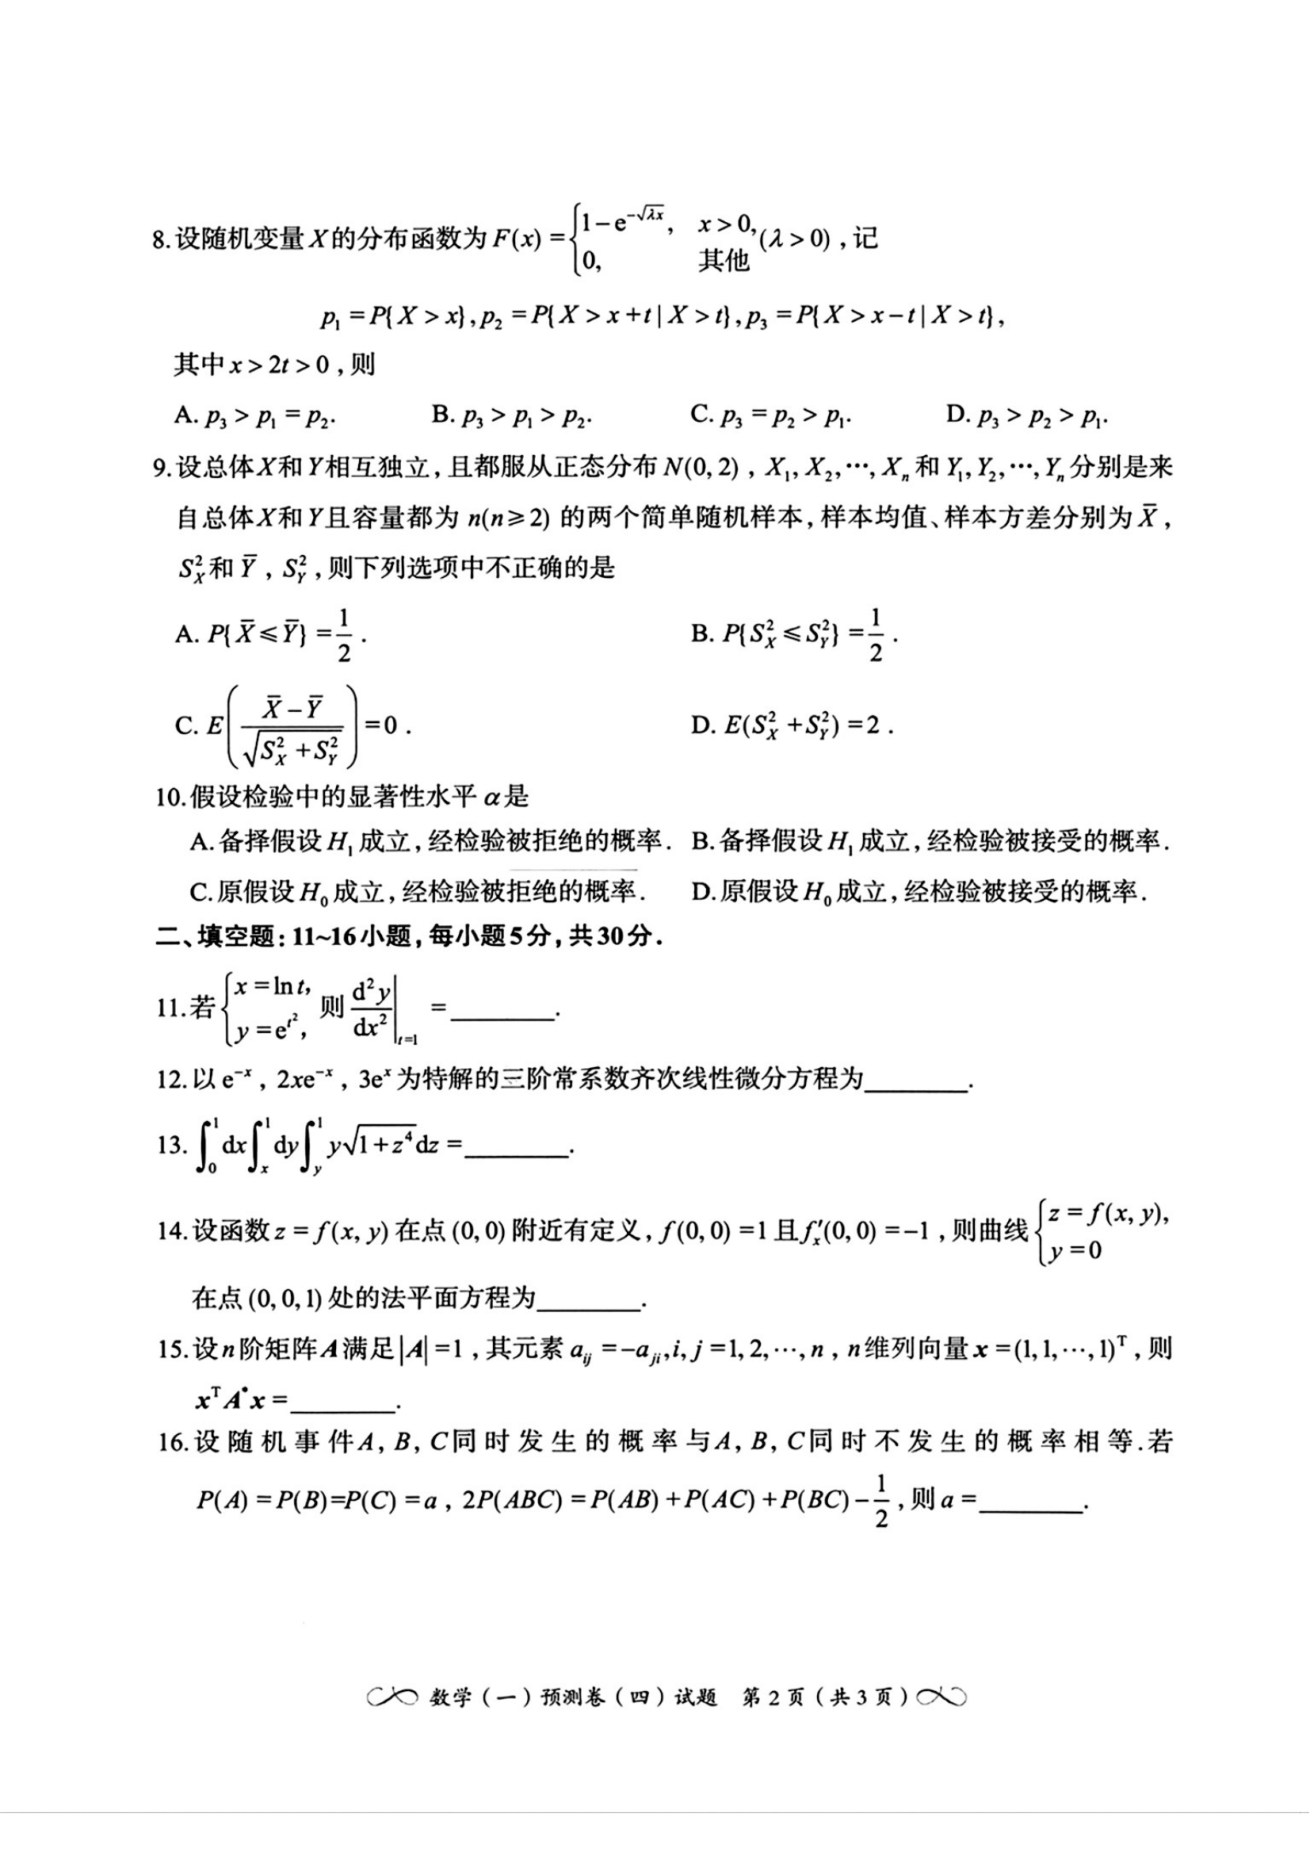 8.设随机变量X的分布函数为F(x)={1-e^{-√(λx)}, x>0, 0, 其他 (λ>0),记
p₁=P{X>x},p₂=P{X>x+t|X>t},p₃=P{X>x-t|X>t},
其中x>2t>0,则
A. p₃>p₁=p₂. B. p₃>p₁>p₂. C. p₃=p₂>p₁. D. p₃>p₂>p₁.
9.设总体X和Y相互独立,且都服从正态分布N(0,2),X₁,X₂,…,Xₙ和Y₁,Y₂,…,Yₙ分别是来
自总体X和Y且容量都为n(n≥2)的两个简单随机样本,样本均值、样本方差分别为X̄,
S_X²和Ȳ,S_Y²,则下列选项中不正确的是
A. P{X̄≤Ȳ}=1/2. B. P{S_X²≤S_Y²}=1/2.
C. E((X̄-Ȳ)/√(S_X²+S_Y²))=0. D. E(S_X²+S_Y²)=2.
10.假设检验中的显著性水平α是
A.备择假设H₁成立,经检验被拒绝的概率. B.备择假设H₁成立,经检验被接受的概率.
C.原假设H₀成立,经检验被拒绝的概率. D.原假设H₀成立,经检验被接受的概率.
二、填空题:11~16小题,每小题5分,共30分.
11.若{x=ln t, y=e^{t²}, 则 d²y/dx²|_{t=1}=________.
12.以e^{-x},2xe^{-x},3e^x为特解的三阶常系数齐次线性微分方程为________.
13. ∫₀¹dx∫ₓ¹dy∫_y¹ y√(1+z⁴)dz=________.
14.设函数z=f(x,y)在点(0,0)附近有定义,f(0,0)=1且f′ₓ(0,0)=-1,则曲线{z=f(x,y), y=0
在点(0,0,1)处的法平面方程为________.
15.设n阶矩阵A满足|A|=1,其元素a_{ij}=-a_{ji},i,j=1,2,…,n,n维列向量x=(1,1,…,1)ᵀ,则
xᵀA*x=________.
16.设随机事件A,B,C同时发生的概率与A,B,C同时不发生的概率相等.若
P(A)=P(B)=P(C)=a,2P(ABC)=P(AB)+P(AC)+P(BC)-1/2,则a=________.
数学(一)预测卷(四)试题 第2页(共3页)